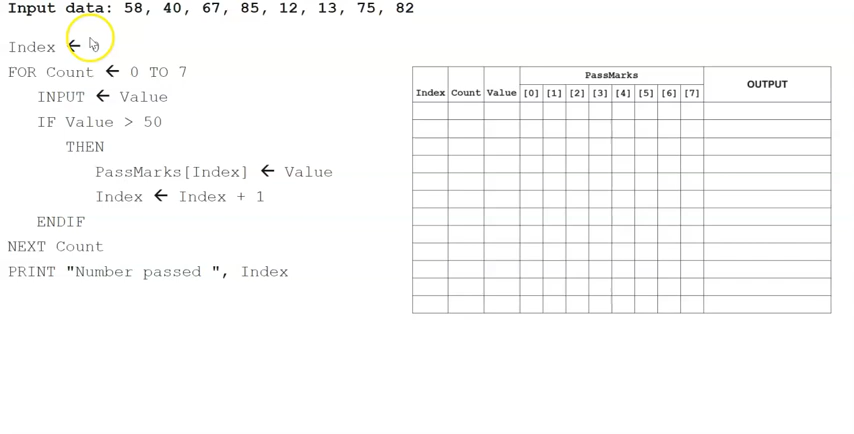 Input data: 58, 40, 67, 85, 12, 13, 75, 82
Index ← 0
FOR Count ← 0 TO 7
INPUT ← Value
IF Value > 50
THEN
PassMarks[Index] ← Value
Index ← Index + 1
ENDIF
NEXT Count
PRINT "Number passed ", Index
PassMarks
Index Count Value [0] [1] [2] [3] [4] [5] [6] [7] OUTPUT